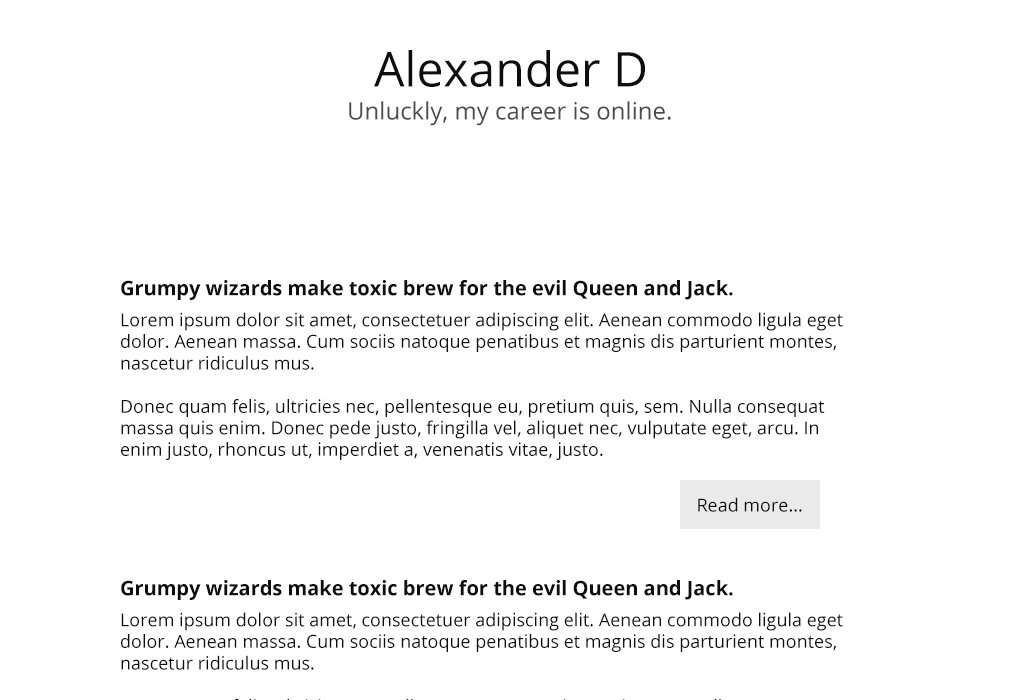 Alexander D
Unluckly, my career is online.
Grumpy wizards make toxic brew for the evil Queen and Jack.
Lorem ipsum dolor sit amet, consectetuer adipiscing elit. Aenean commodo ligula eget
dolor. Aenean massa. Cum sociis natoque penatibus et magnis dis parturient montes,
nascetur ridiculus mus.
Donec quam felis, ultricies nec, pellentesque eu, pretium quis, sem. Nulla consequat
massa quis enim. Donec pede justo, fringilla vel, aliquet nec, vulputate eget, arcu. In
enim justo, rhoncus ut, imperdiet a, venenatis vitae, justo.
Read more...
Grumpy wizards make toxic brew for the evil Queen and Jack.
Lorem ipsum dolor sit amet, consectetuer adipiscing elit. Aenean commodo ligula eget
dolor. Aenean massa. Cum sociis natoque penatibus et magnis dis parturient montes,
nascetur ridiculus mus.